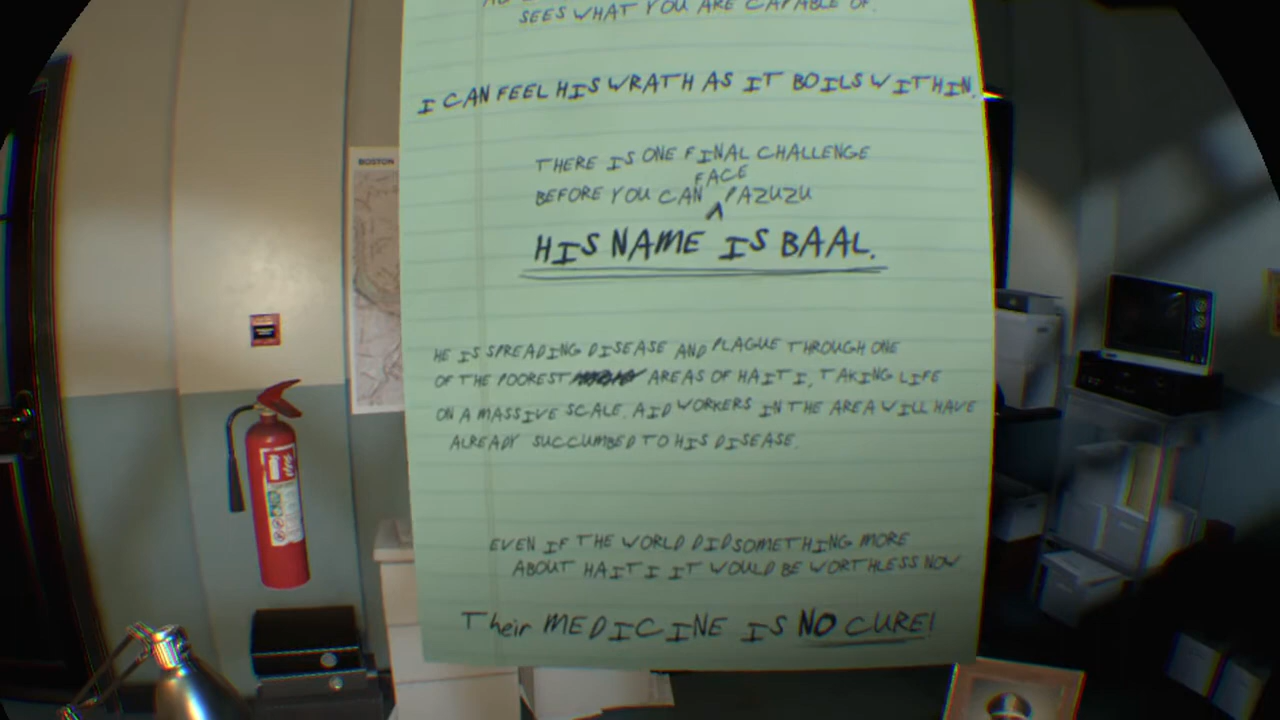 SEES WHAT YOU ARE CAPABLE OF.
I CAN FEEL HIS WRATH AS IT BOILS WITHIN.
THERE IS ONE FINAL CHALLENGE
BEFORE YOU CAN FACE PAZUZU
HIS NAME IS BAAL.
HE IS SPREADING DISEASE AND PLAGUE THROUGH ONE
OF THE POOREST AREAS OF HAITI, TAKING LIFE
ON A MASSIVE SCALE. AID WORKERS IN THE AREA WILL HAVE
ALREADY SUCCUMBED TO HIS DISEASE.
EVEN IF THE WORLD DID SOMETHING MORE
ABOUT HAITI IT WOULD BE WORTHLESS NOW
Their MEDICINE IS NO CURE!
BOSTON